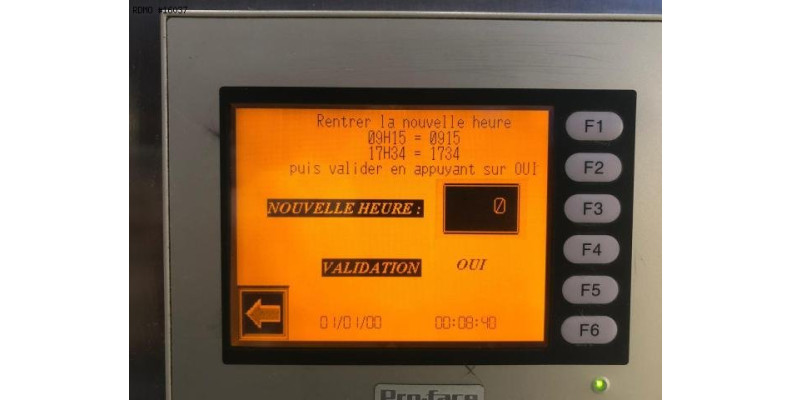 RDMO #16037
Rentrer la nouvelle heure
09H15 = 0915
17H34 = 1734
puis valider en appuyant sur OUI
NOUVELLE HEURE : 0
VALIDATION OUI
01/01/00 00:08:40
F1
F2
F3
F4
F5
F6
Pro-face